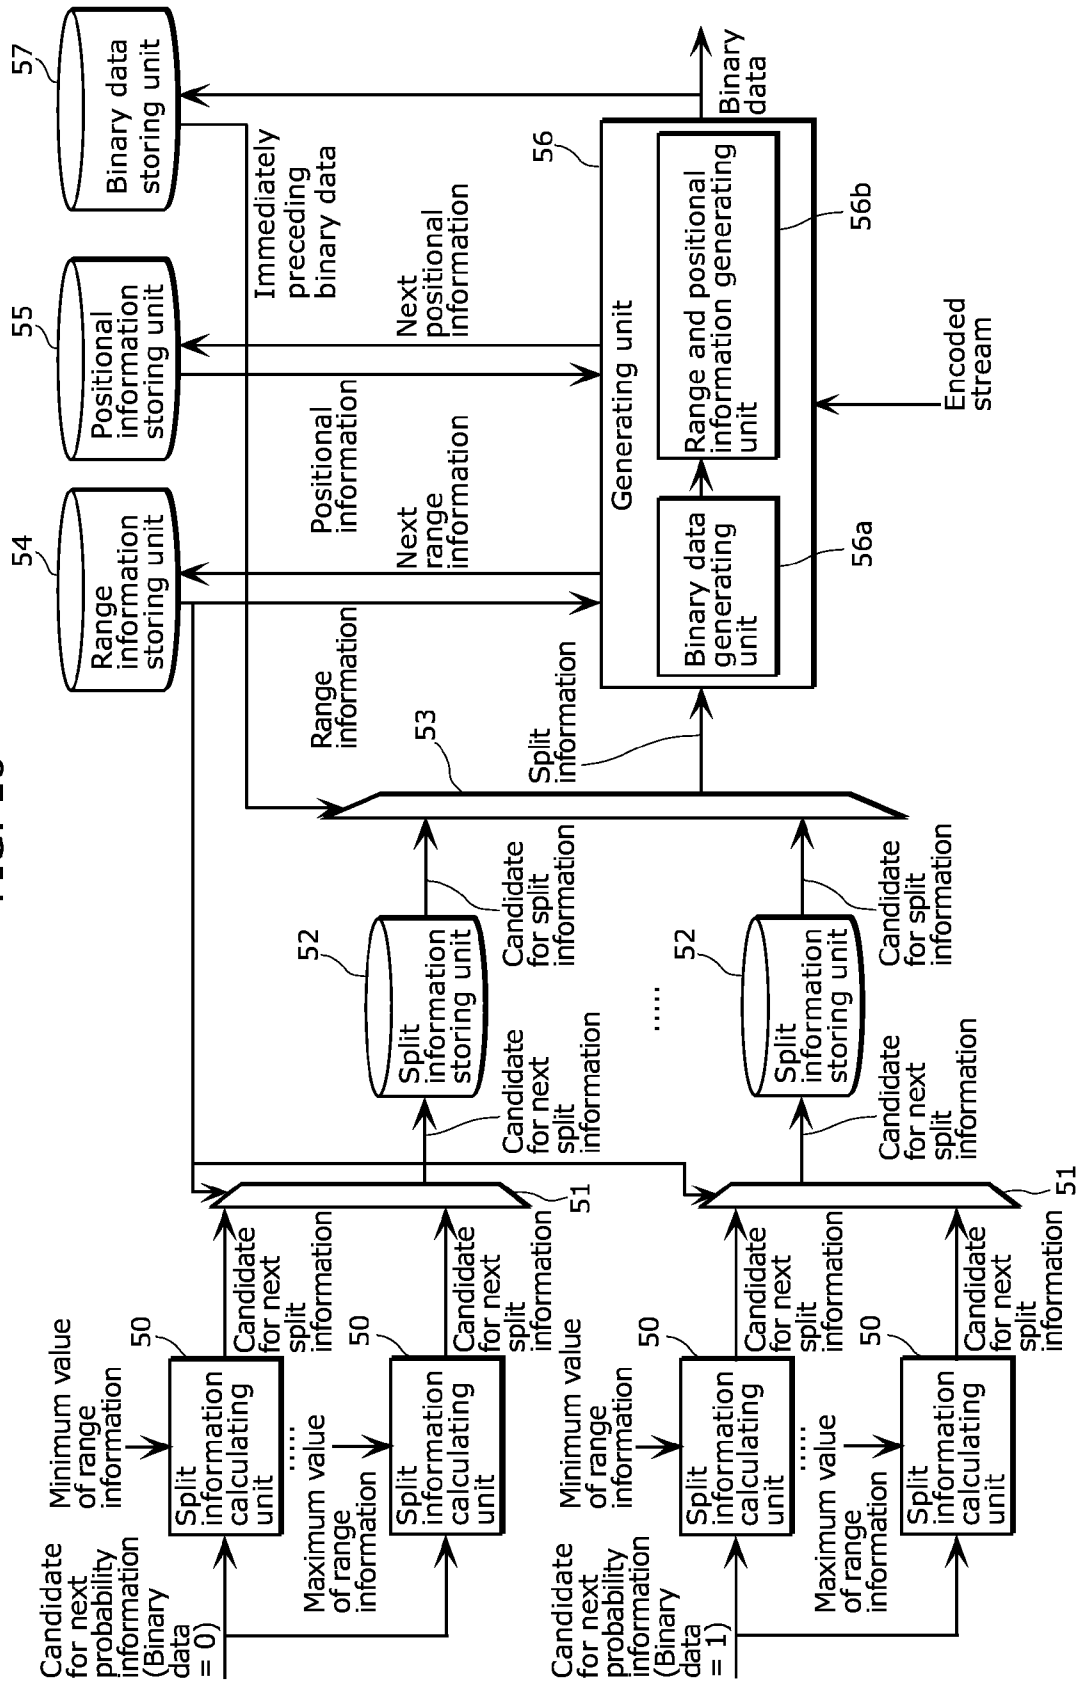 Candidate
for next
probability
information
(Binary
data
= 0)
Minimum value
of range
information
50
Split
information
calculating
unit
Candidate
for next
split
information
.....
Maximum value
of range
information
50
Split
information
calculating
unit
Candidate
for next
split
information
51
Candidate
for next
split
information
52
Split
information
storing unit
Candidate
for split
information
.....
Candidate
for next
probability
information
(Binary
data
= 1)
Minimum value
of range
information
50
Split
information
calculating
unit
Candidate
for next
split
information
.....
Maximum value
of range
information
50
Split
information
calculating
unit
Candidate
for next
split
information
51
Candidate
for next
split
information
52
Split
information
storing unit
Candidate
for split
information
53
Split
information
54
Range
information
storing unit
Range
information
Next
range
information
55
Positional
information
storing unit
Positional
information
Next
positional
information
57
Binary data
storing unit
Immediately
preceding
binary data
56
Generating unit
Binary data
generating
unit
56a
Range and positional
information generating
unit
56b
Encoded
stream
Binary
data